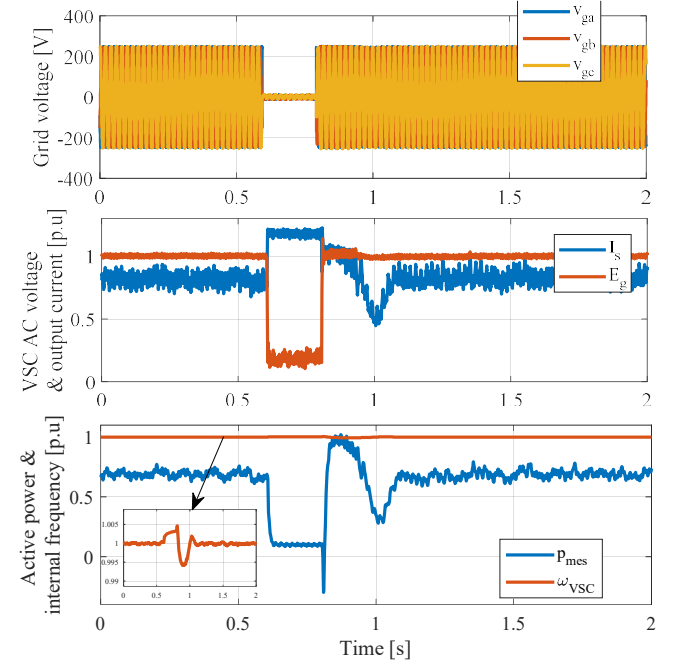 400
200
0
-200
-400
Grid voltage [V]
v_ga
v_gb
v_gc
0
0.5
1
1.5
2
1
0.5
0
VSC AC voltage
& output current [p.u]
I_s
E_g
0
0.5
1
1.5
2
1
0.5
0
Active power &
internal frequency [p.u]
1.005
1
0.995
0.99
0
0.5
1
1.5
2
p_mes
ω_VSC
0
0.5
1
1.5
2
Time [s]